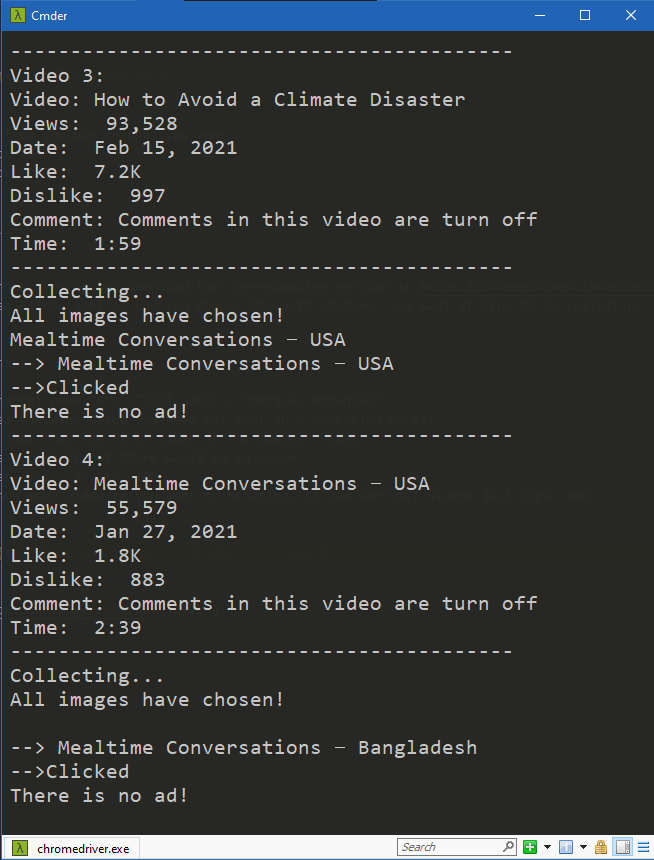 Cmder
------------------------------------------
Video 3:
Video: How to Avoid a Climate Disaster
Views:  93,528
Date:  Feb 15, 2021
Like:  7.2K
Dislike:  997
Comment: Comments in this video are turn off
Time:  1:59
------------------------------------------
Collecting...
All images have chosen!
Mealtime Conversations – USA
--> Mealtime Conversations – USA
-->Clicked
There is no ad!
------------------------------------------
Video 4:
Video: Mealtime Conversations – USA
Views:  55,579
Date:  Jan 27, 2021
Like:  1.8K
Dislike:  883
Comment: Comments in this video are turn off
Time:  2:39
------------------------------------------
Collecting...
All images have chosen!
--> Mealtime Conversations – Bangladesh
-->Clicked
There is no ad!
chromedriver.exe Search